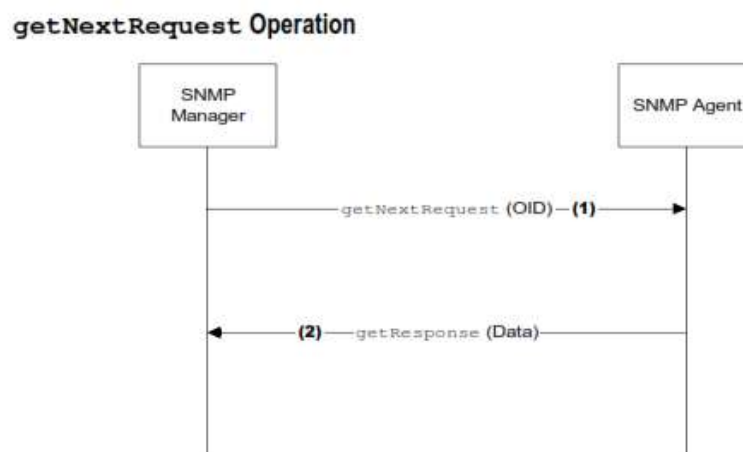 getNextRequest Operation
SNMP
Manager
SNMP Agent
getNextRequest (OID) (1)
(2) getResponse (Data)